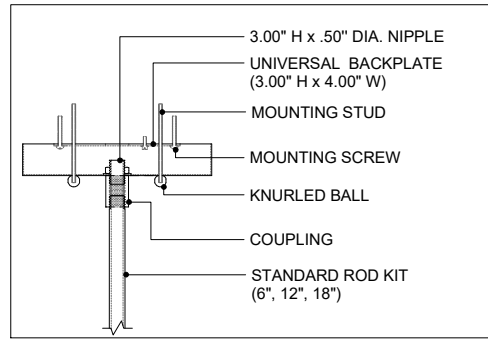 3.00" H x .50'' DIA. NIPPLE
UNIVERSAL BACKPLATE
(3.00" H x 4.00" W)
MOUNTING STUD
MOUNTING SCREW
KNURLED BALL
COUPLING
STANDARD ROD KIT
(6", 12", 18")